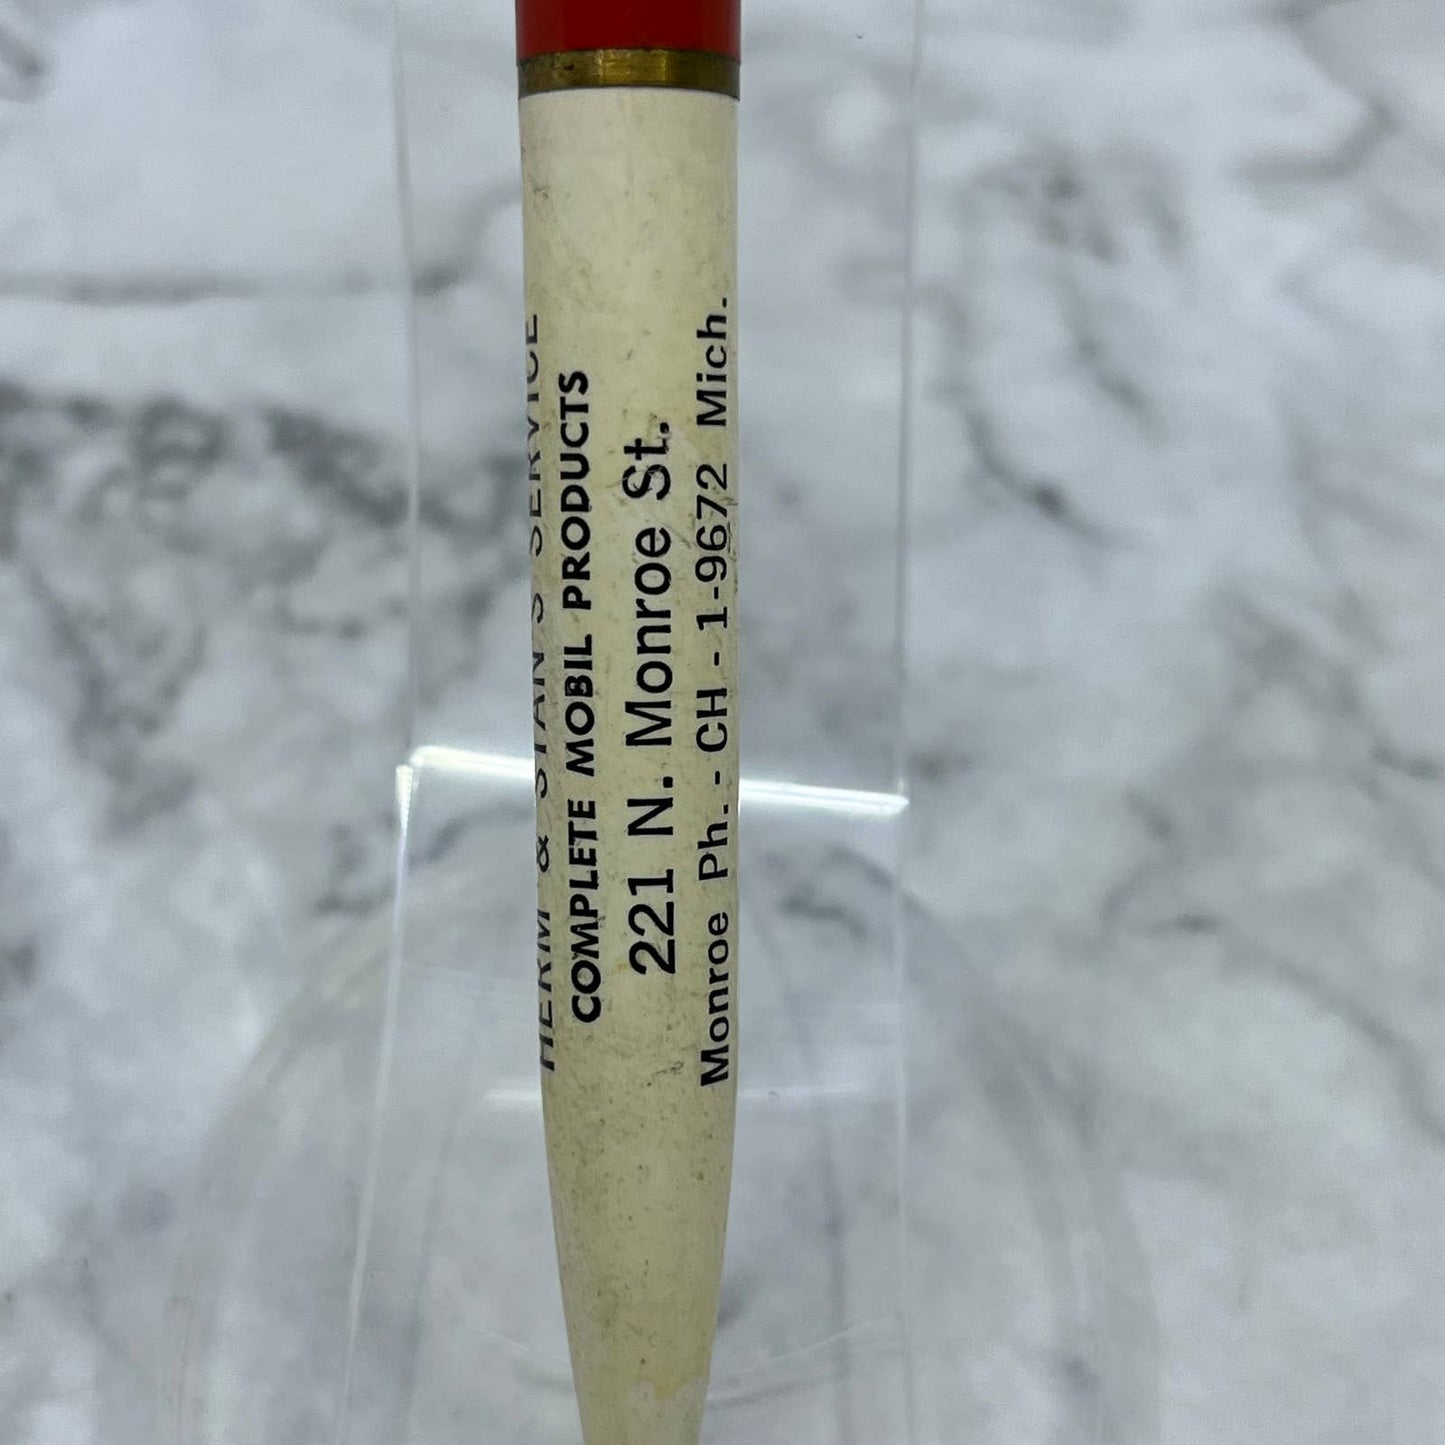 HERM & STAN'S SERVICE
COMPLETE MOBIL PRODUCTS
221 N. Monroe St.
Monroe Ph. - CH - 1-9672 Mich.